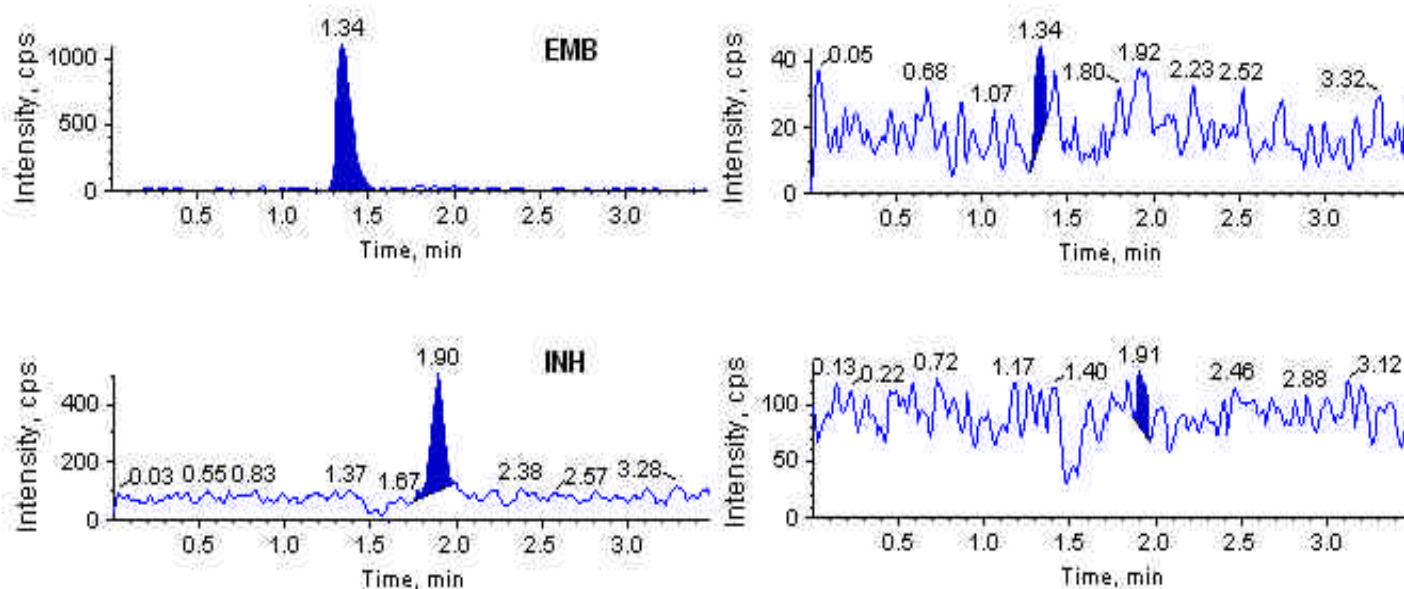 1.34
EMB
1000
500
0
Intensity, cps
0.5 1.0 1.5 2.0 2.5 3.0
Time, min
1.34
0.05 0.68 1.07 1.80 1.92 2.23 2.52 3.32
40
20
0
Intensity, cps
0.5 1.0 1.5 2.0 2.5 3.0
Time, min
1.90
INH
400
200
0
Intensity, cps
0.03 0.55 0.83 1.37 1.67 2.38 2.57 3.28
0.5 1.0 1.5 2.0 2.5 3.0
Time, min
0.13 0.22 0.72 1.17 1.40 1.91 2.46 2.88 3.12
100
50
0
Intensity, cps
0.5 1.0 1.5 2.0 2.5 3.0
Time, min